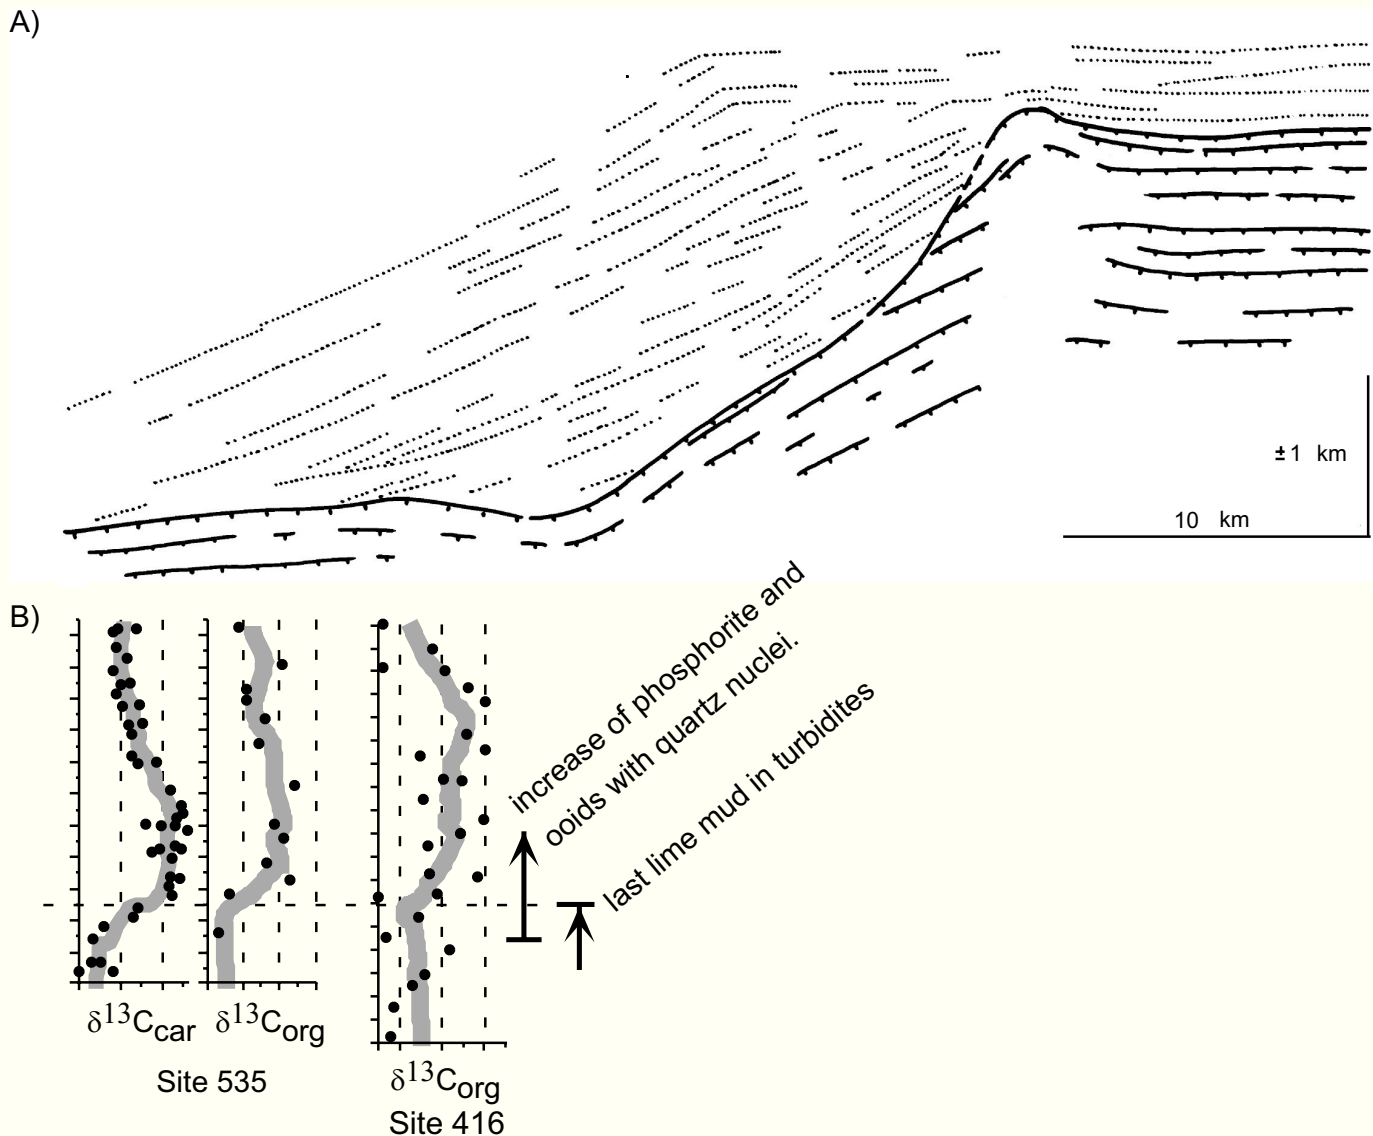 A)
±1 km
10 km
B)
increase of phosphorite and
ooids with quartz nuclei.
last lime mud in turbidites
δ13Ccar
δ13Corg
Site 535
δ13Corg
Site 416